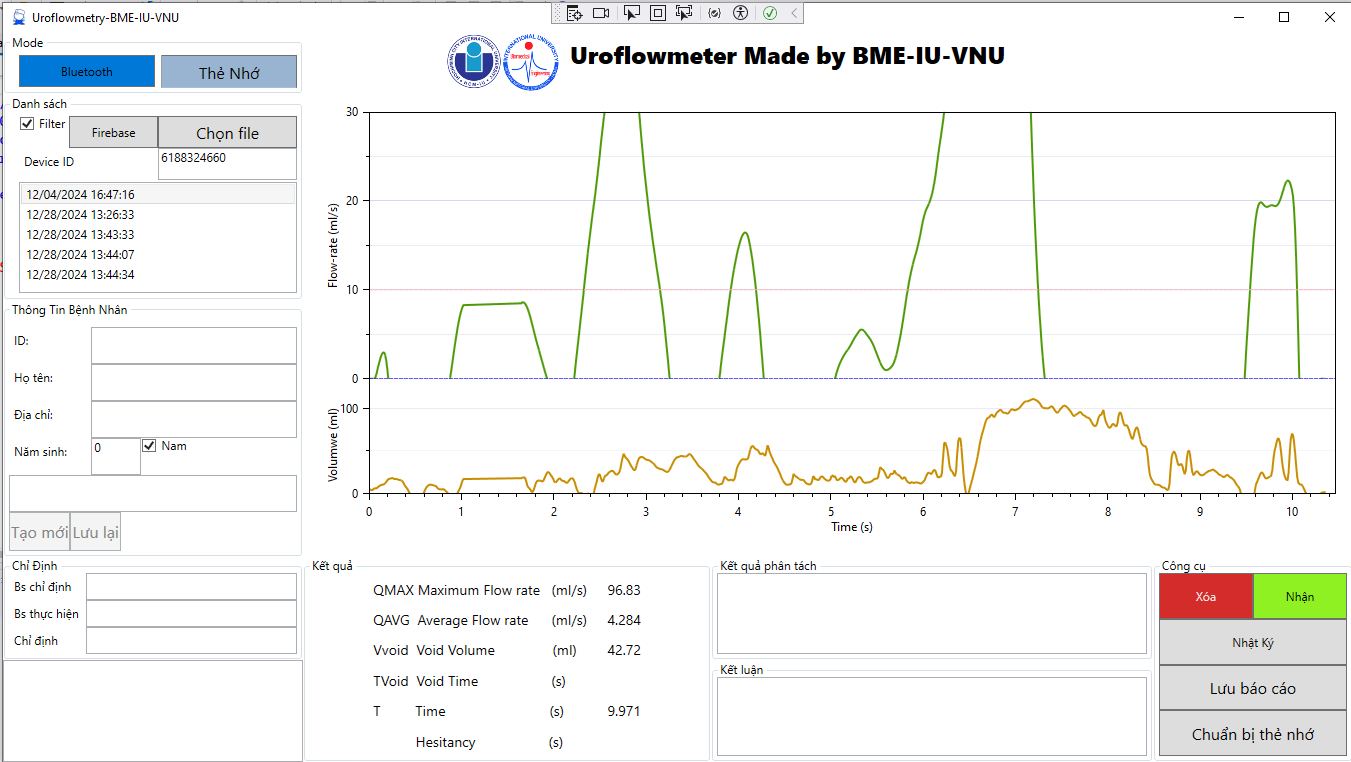 Uroflowmetry-BME-IU-VNU
Mode
Bluetooth
Thẻ Nhớ
Danh sách
Filter
Firebase
Chọn file
Device ID
6188324660
12/04/2024 16:47:16
12/28/2024 13:26:33
12/28/2024 13:43:33
12/28/2024 13:44:07
12/28/2024 13:44:34
Thông Tin Bệnh Nhân
ID:
Họ tên:
Địa chỉ:
Năm sinh:
0
Nam
Tạo mới
Lưu lại
INTERNATIONAL UNIVERSITY
Biomedical
Engineering
Uroflowmeter Made by BME-IU-VNU
30
20
10
0
Flow-rate (ml/s)
100
50
0
Volumwe (ml)
0 1 2 3 4 5 6 7 8 9 10
Time (s)
Chỉ Định
Bs chỉ định
Bs thực hiện
Chỉ định
Kết quả
QMAX Maximum Flow rate (ml/s) 96.83
QAVG Average Flow rate (ml/s) 4.284
Vvoid Void Volume (ml) 42.72
TVoid Void Time (s)
T Time (s) 9.971
Hesitancy (s)
Kết quả phân tách
Kết luận
Công cụ
Xóa
Nhận
Nhật Ký
Lưu báo cáo
Chuẩn bị thẻ nhớ